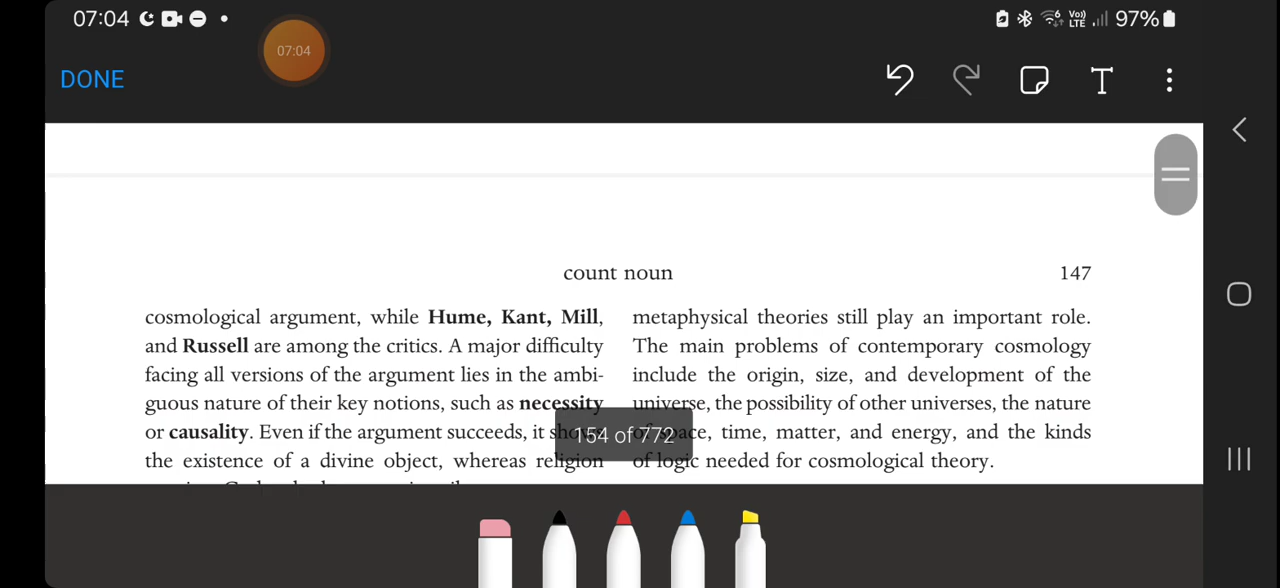 07:04
97%
07:04
DONE
count noun
147
cosmological argument, while Hume, Kant, Mill,
and Russell are among the critics. A major difficulty
facing all versions of the argument lies in the ambi-
guous nature of their key notions, such as necessity
or causality. Even if the argument succeeds, it shows
the existence of a divine object, whereas religion
metaphysical theories still play an important role.
The main problems of contemporary cosmology
include the origin, size, and development of the
universe, the possibility of other universes, the nature
of space, time, matter, and energy, and the kinds
of logic needed for cosmological theory.
154 of 772